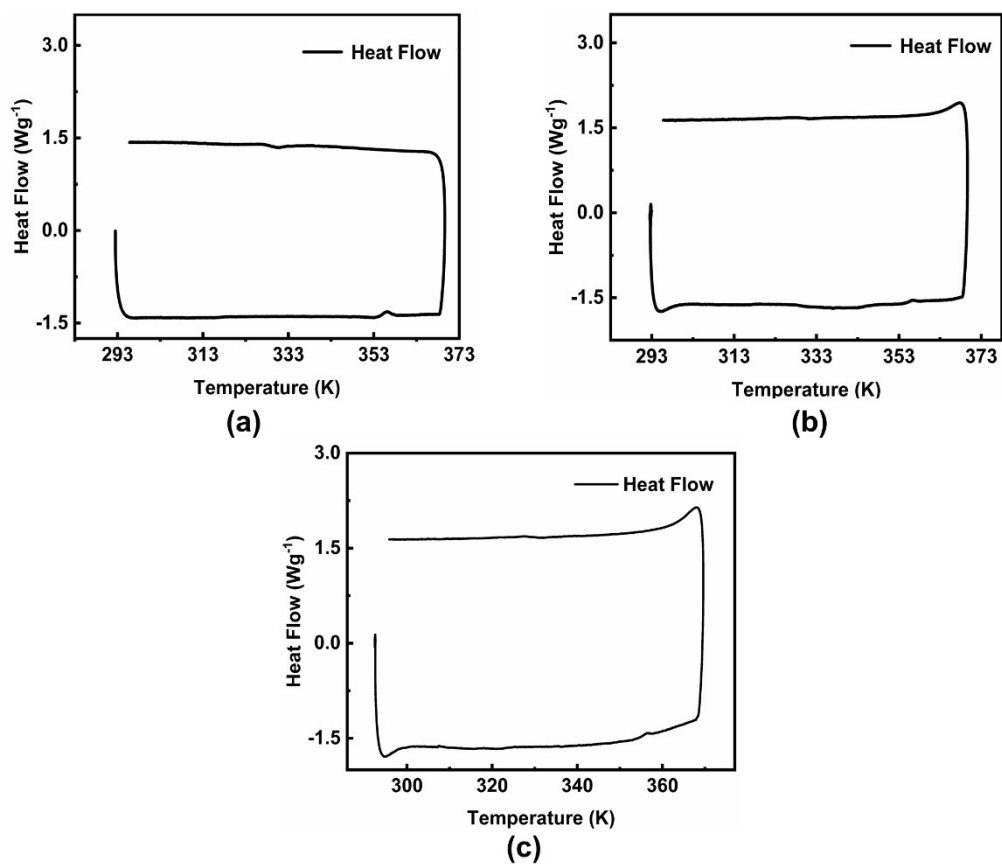 3.0
Heat Flow
1.5
0.0
-1.5
Heat Flow (Wg⁻¹)
293 313 333 353 373
Temperature (K)
(a)
3.0
Heat Flow
1.5
0.0
-1.5
Heat Flow (Wg⁻¹)
293 313 333 353 373
Temperature (K)
(b)
3.0
Heat Flow
1.5
0.0
-1.5
Heat Flow (Wg⁻¹)
300 320 340 360
Temperature (K)
(c)